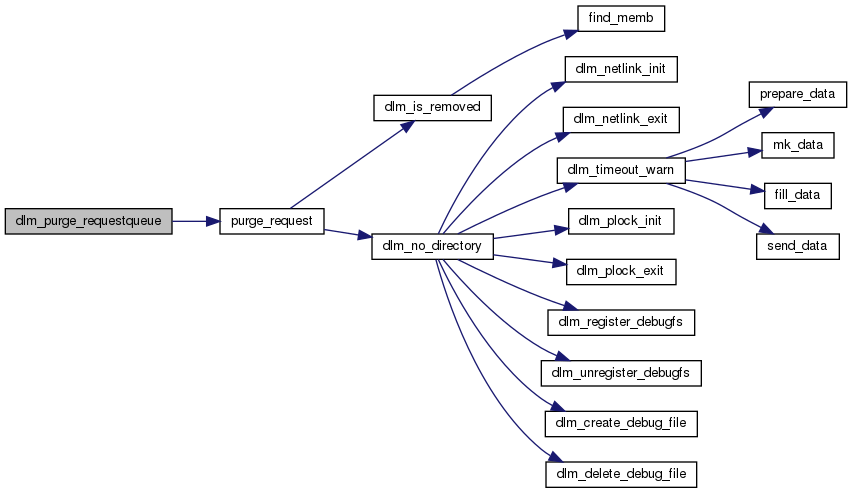 find_memb
dlm_netlink_init
prepare_data
dlm_is_removed
dlm_netlink_exit
mk_data
dlm_timeout_warn
fill_data
dlm_purge_requestqueue
purge_request
dlm_plock_init
dlm_no_directory
send_data
dlm_plock_exit
dlm_register_debugfs
dlm_unregister_debugfs
dlm_create_debug_file
dlm_delete_debug_file